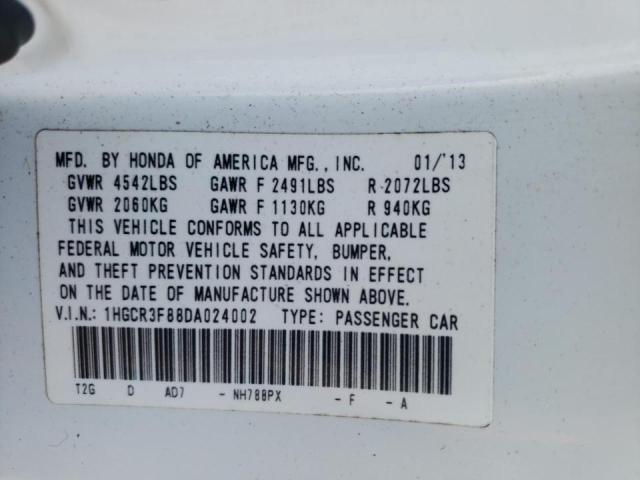 MFD. BY HONDA OF AMERICA MFG., INC. 01/'13
GVWR 4542LBS GAWR F 2491LBS R 2072LBS
GVWR 2060KG GAWR F 1130KG R 940KG
THIS VEHICLE CONFORMS TO ALL APPLICABLE
FEDERAL MOTOR VEHICLE SAFETY, BUMPER,
AND THEFT PREVENTION STANDARDS IN EFFECT
ON THE DATE OF MANUFACTURE SHOWN ABOVE.
V.I.N.: 1HGCR3F88DA024002 TYPE: PASSENGER CAR
T2G D AD7 - NH788PX - F - A